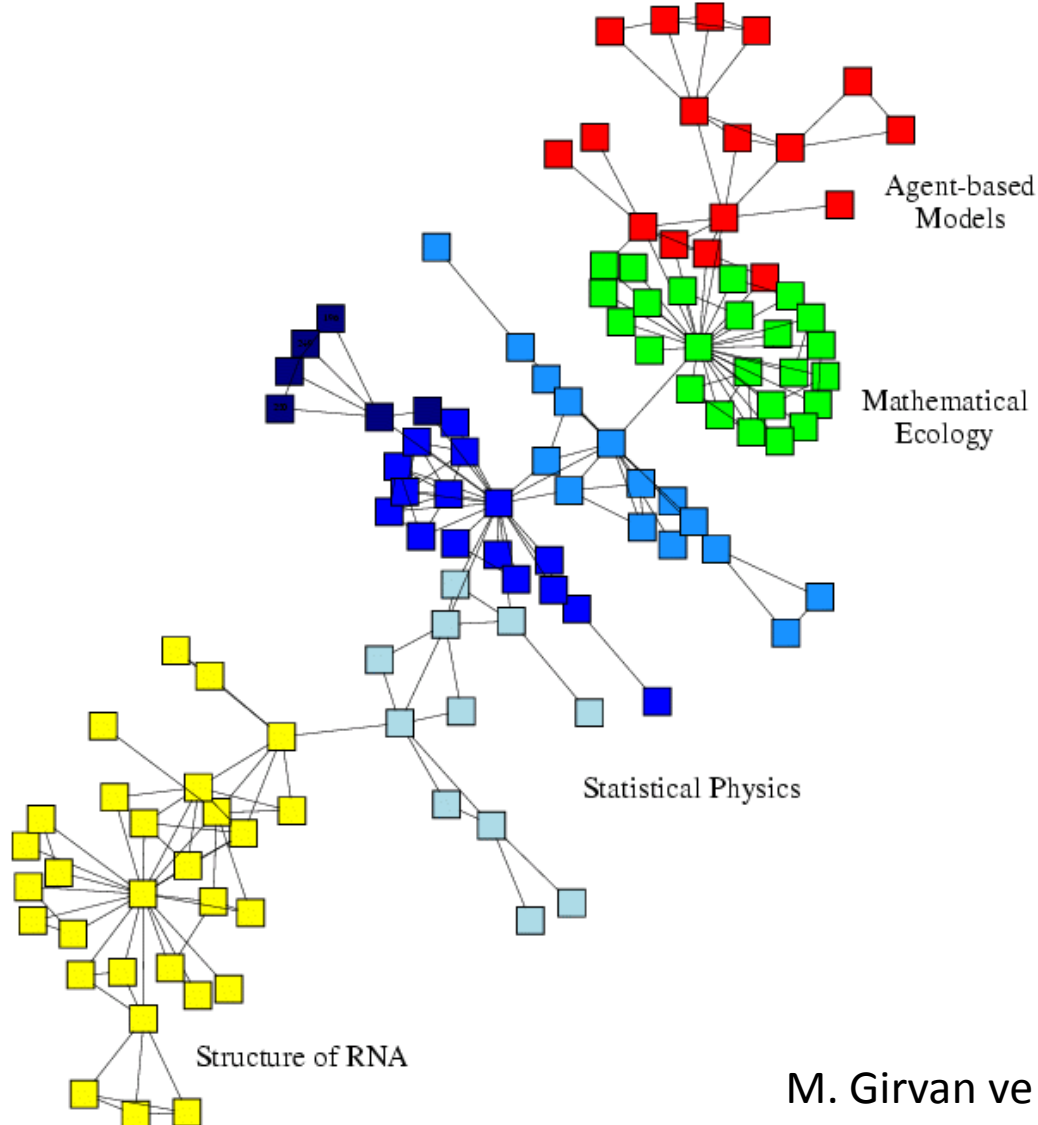 Agent-based
Models
Mathematical
Ecology
Statistical Physics
Structure of RNA
M. Girvan ve